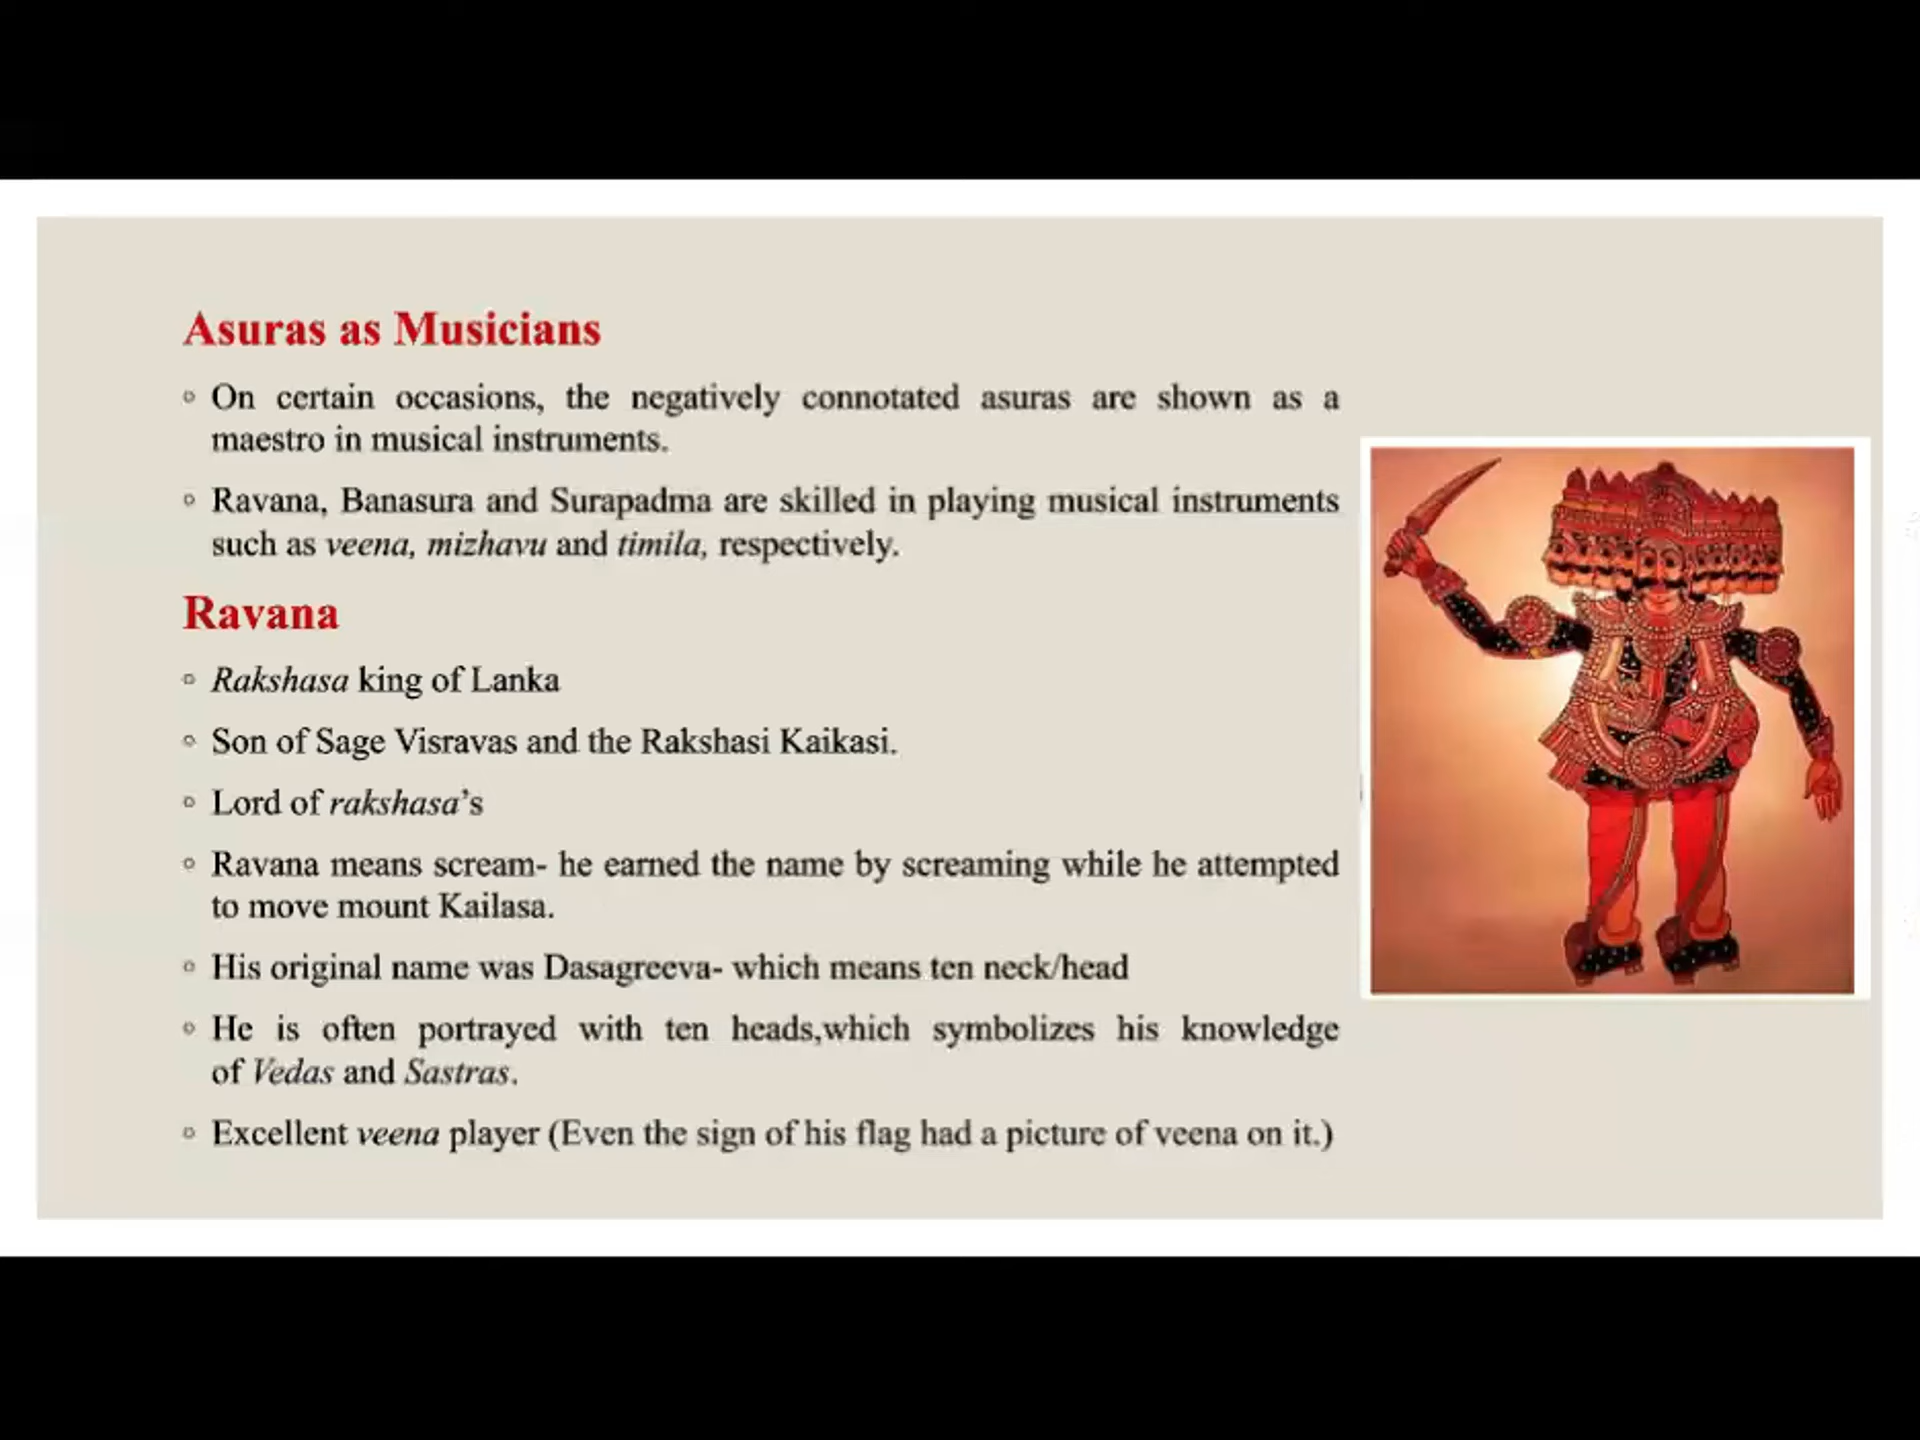 Asuras as Musicians
◦ On certain occasions, the negatively connotated asuras are shown as a
maestro in musical instruments.
◦ Ravana, Banasura and Surapadma are skilled in playing musical instruments
such as veena, mizhavu and timila, respectively.
Ravana
◦ Rakshasa king of Lanka
◦ Son of Sage Visravas and the Rakshasi Kaikasi.
◦ Lord of rakshasa’s
◦ Ravana means scream- he earned the name by screaming while he attempted
to move mount Kailasa.
◦ His original name was Dasagreeva- which means ten neck/head
◦ He is often portrayed with ten heads,which symbolizes his knowledge
of Vedas and Sastras.
◦ Excellent veena player (Even the sign of his flag had a picture of veena on it.)